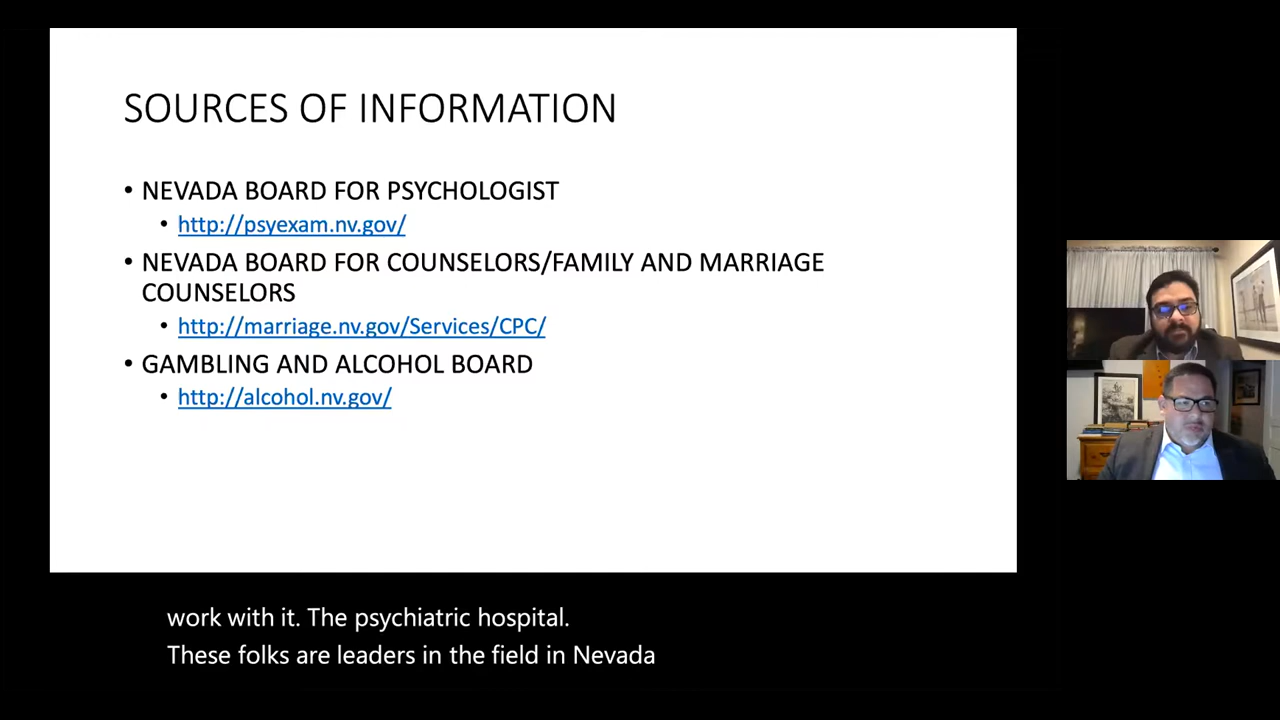 SOURCES OF INFORMATION
• NEVADA BOARD FOR PSYCHOLOGIST
• http://psyexam.nv.gov/
• NEVADA BOARD FOR COUNSELORS/FAMILY AND MARRIAGE
COUNSELORS
• http://marriage.nv.gov/Services/CPC/
• GAMBLING AND ALCOHOL BOARD
• http://alcohol.nv.gov/
work with it. The psychiatric hospital.
These folks are leaders in the field in Nevada